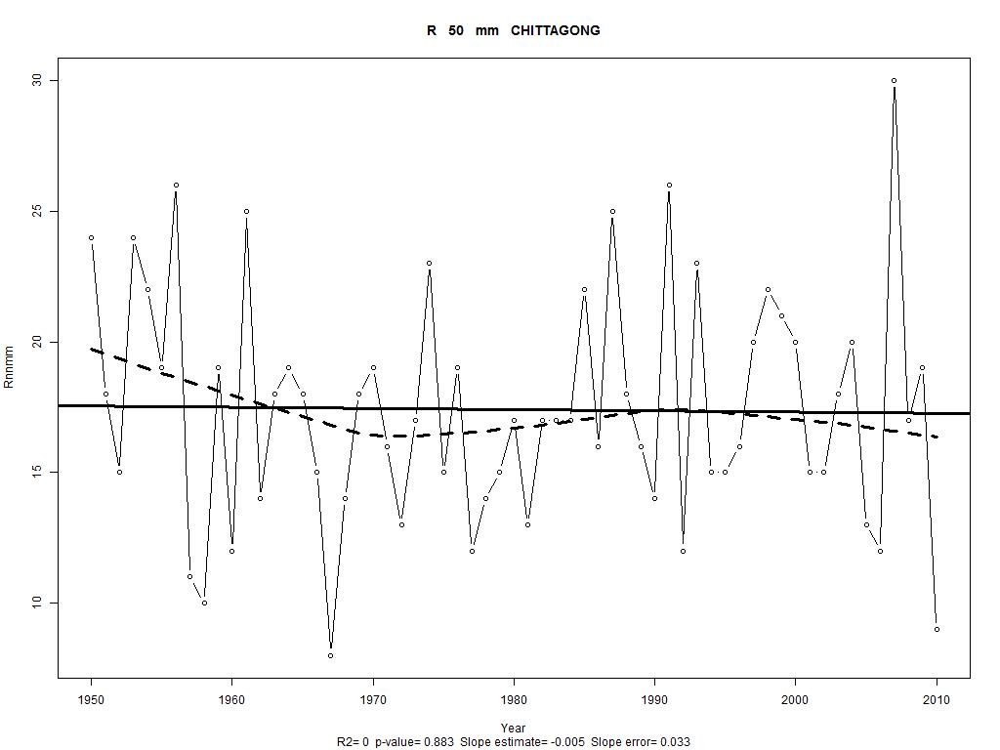 R 50 mm CHITTAGONG
30
25
20
15
10
Rnnmm
1950 1960 1970 1980 1990 2000 2010
Year
R2= 0 p-value= 0.883 Slope estimate= -0.005 Slope error= 0.033